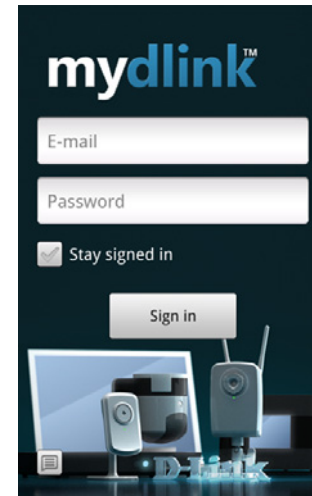 mydlink™
E-mail
Password
Stay signed in
Sign in
D-Link